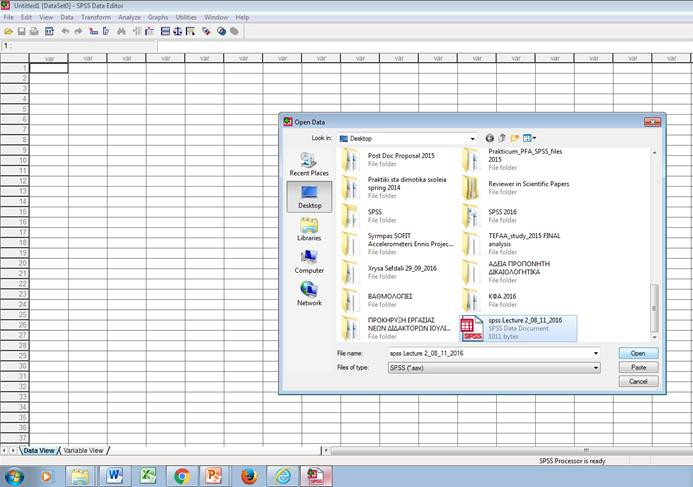 Untitled1 [DataSet0] - SPSS Data Editor
File Edit View Data Transform Analyze Graphs Utilities Window Help
1 :
var var var var var var var var var var var var var var var var var
1
2
3
4
5
6
7
8
9
10
11
12
13
14
15
16
17
18
19
20
21
22
23
24
25
26
27
28
29
30
31
32
33
34
35
36
37
Open Data
Look in: Desktop
Recent Places
Desktop
Libraries
Computer
Network
Post Doc Proposal 2015
File folder
Praktiki sta dimotika sxoleia
spring 2014
File folder
SPSS
File folder
Syrmpas SOFIT
Accelerometers Ennis Projec...
File folder
Xrysa Sefdali 29_09_2016
File folder
ΒΑΘΜΟΛΟΓΙΕΣ
File folder
ΠΡΟΚΗΡΥΞΗ ΕΡΓΑΣΙΑΣ
ΝΕΩΝ ΔΙΔΑΚΤΟΡΩΝ ΙΟΥΛΙ...
File folder
Prakticum_PFA_SPSS_files
2015
File folder
Reviewer in Scientific Papers
File folder
SPSS 2016
File folder
TEFAA_study_2015 FINAL
analysis
File folder
ΑΔΕΙΑ ΠΡΟΠΟΝΗΤΗ
ΔΙΚΑΙΟΛΟΓΗΤΙΚΑ
File folder
ΚΦΑ 2016
File folder
SPSS
spss Lecture 2_08_11_2016
SPSS Data Document
1011 bytes
File name: spss Lecture 2_08_11_2016 Open
Files of type: SPSS (*.sav) Paste
Cancel
Data View Variable View
SPSS Processor is ready